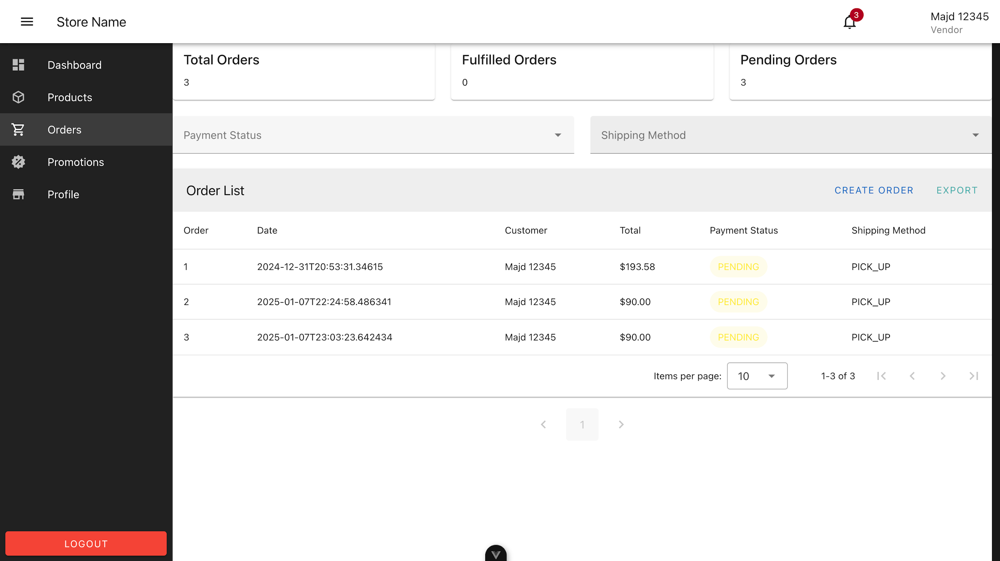 Store Name
3
Majd 12345
Vendor
Dashboard
Products
Orders
Promotions
Profile
LOGOUT
Total Orders
3
Fulfilled Orders
0
Pending Orders
3
Payment Status
Shipping Method
Order List
CREATE ORDER EXPORT
Order Date Customer Total Payment Status Shipping Method
1 2024-12-31T20:53:31.34615 Majd 12345 $193.58 PENDING PICK_UP
2 2025-01-07T22:24:58.486341 Majd 12345 $90.00 PENDING PICK_UP
3 2025-01-07T23:03:23.642434 Majd 12345 $90.00 PENDING PICK_UP
Items per page: 10 1-3 of 3
1